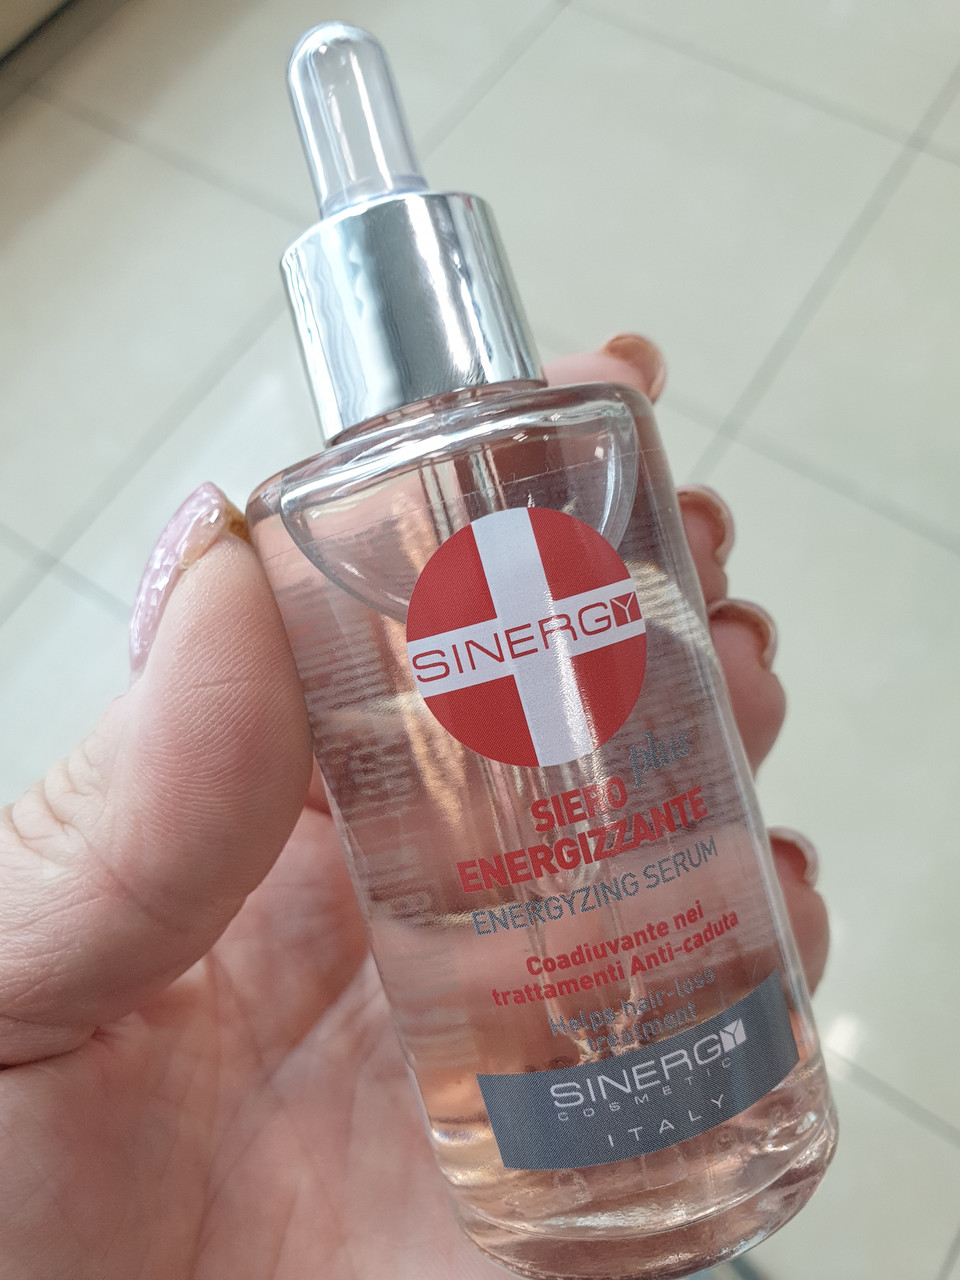 SINERGY
plus
SIERO
ENERGIZZANTE
ENERGYZING SERUM
Coadiuvante nei
trattamenti Anti-caduta
Helps hair-loss
treatment
SINERGY
COSMETIC
ITALY